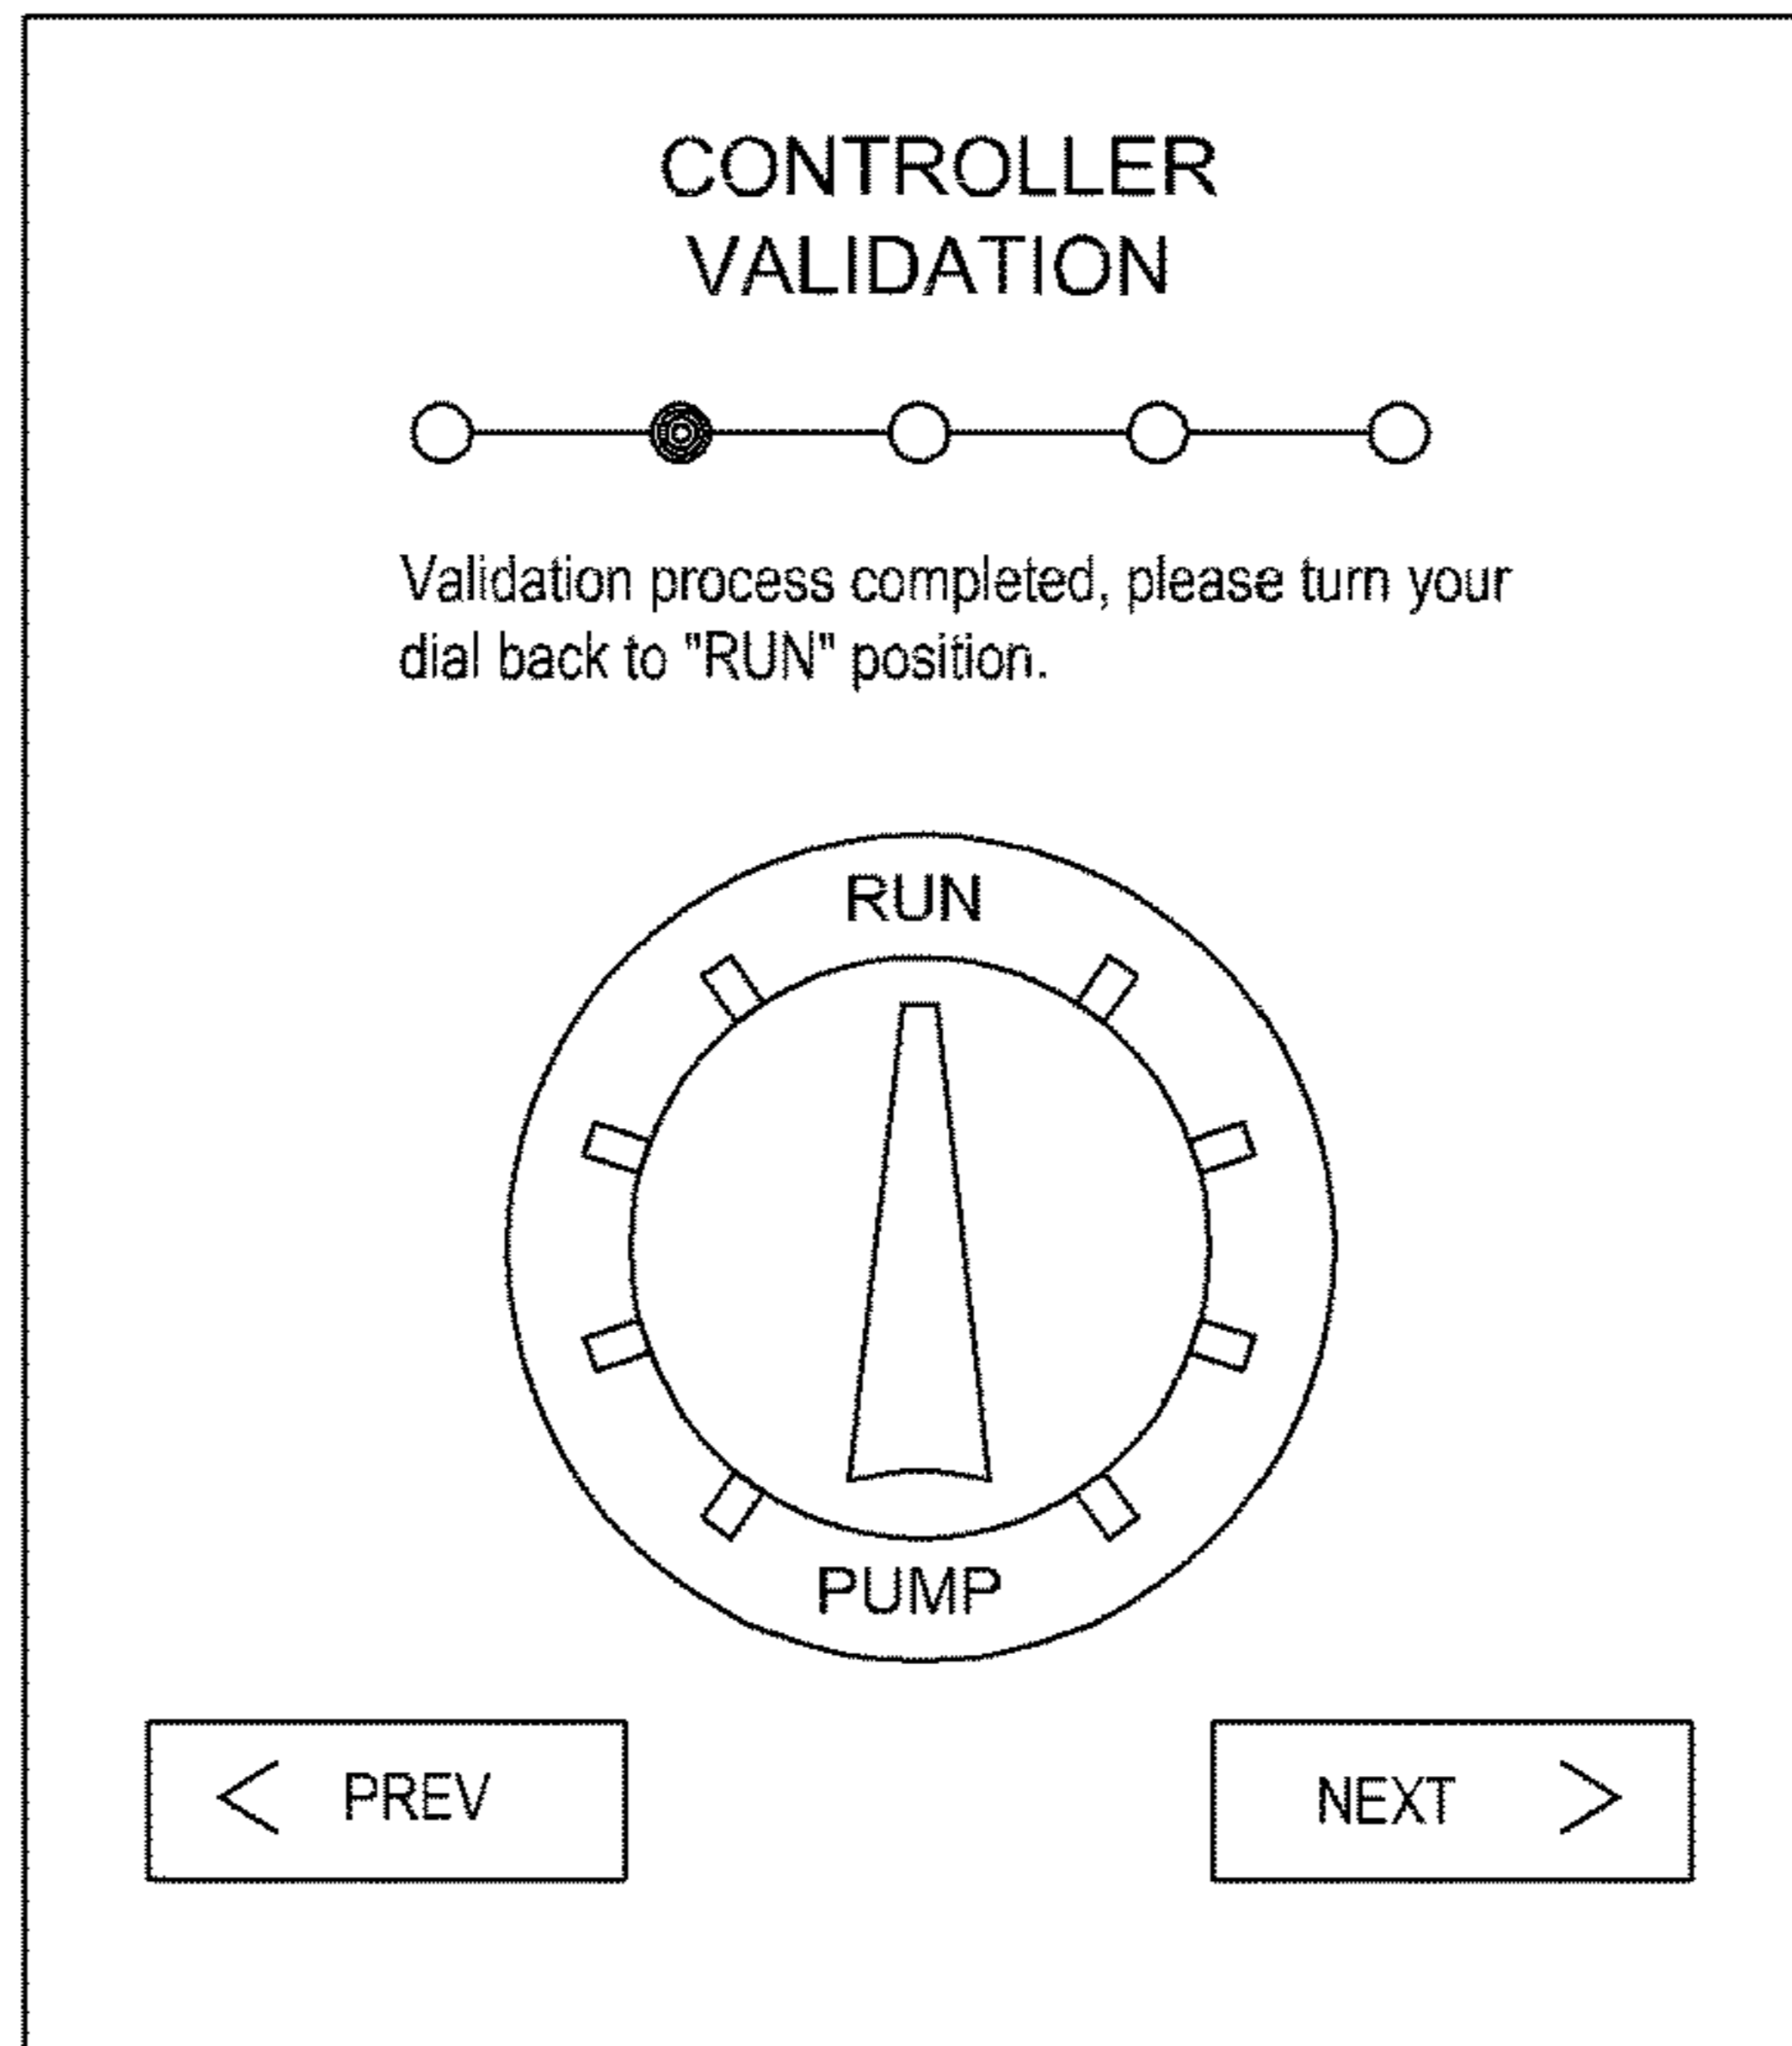 CONTROLLER
VALIDATION
Validation process completed, please turn your
dial back to "RUN" position.
RUN
PUMP
< PREV
NEXT >